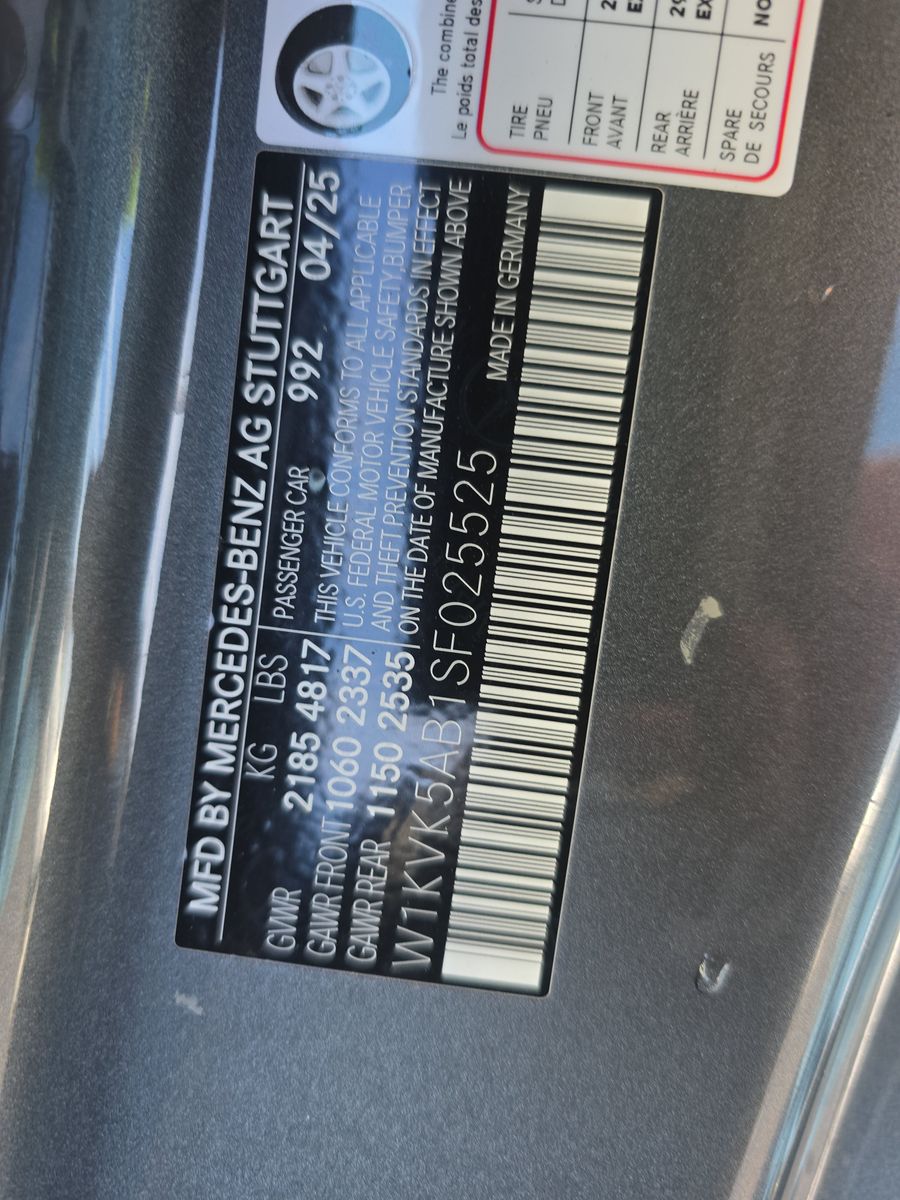 MFD BY MERCEDES-BENZ AG STUTTGART
KG LBS PASSENGER CAR 992 04/25
GVWR 2185 4817 THIS VEHICLE CONFORMS TO ALL APPLICABLE
GAWR FRONT 1060 2337 U.S. FEDERAL MOTOR VEHICLE SAFETY, BUMPER
GAWR REAR 1150 2535 AND THEFT PREVENTION STANDARDS IN EFFECT
ON THE DATE OF MANUFACTURE SHOWN ABOVE
W1KVK5AB1SF025525 MADE IN GERMANY
The combine
Le poids total des
TIRE
PNEU
FRONT
AVANT
REAR
ARRIÈRE
SPARE
DE SECOURS
NO